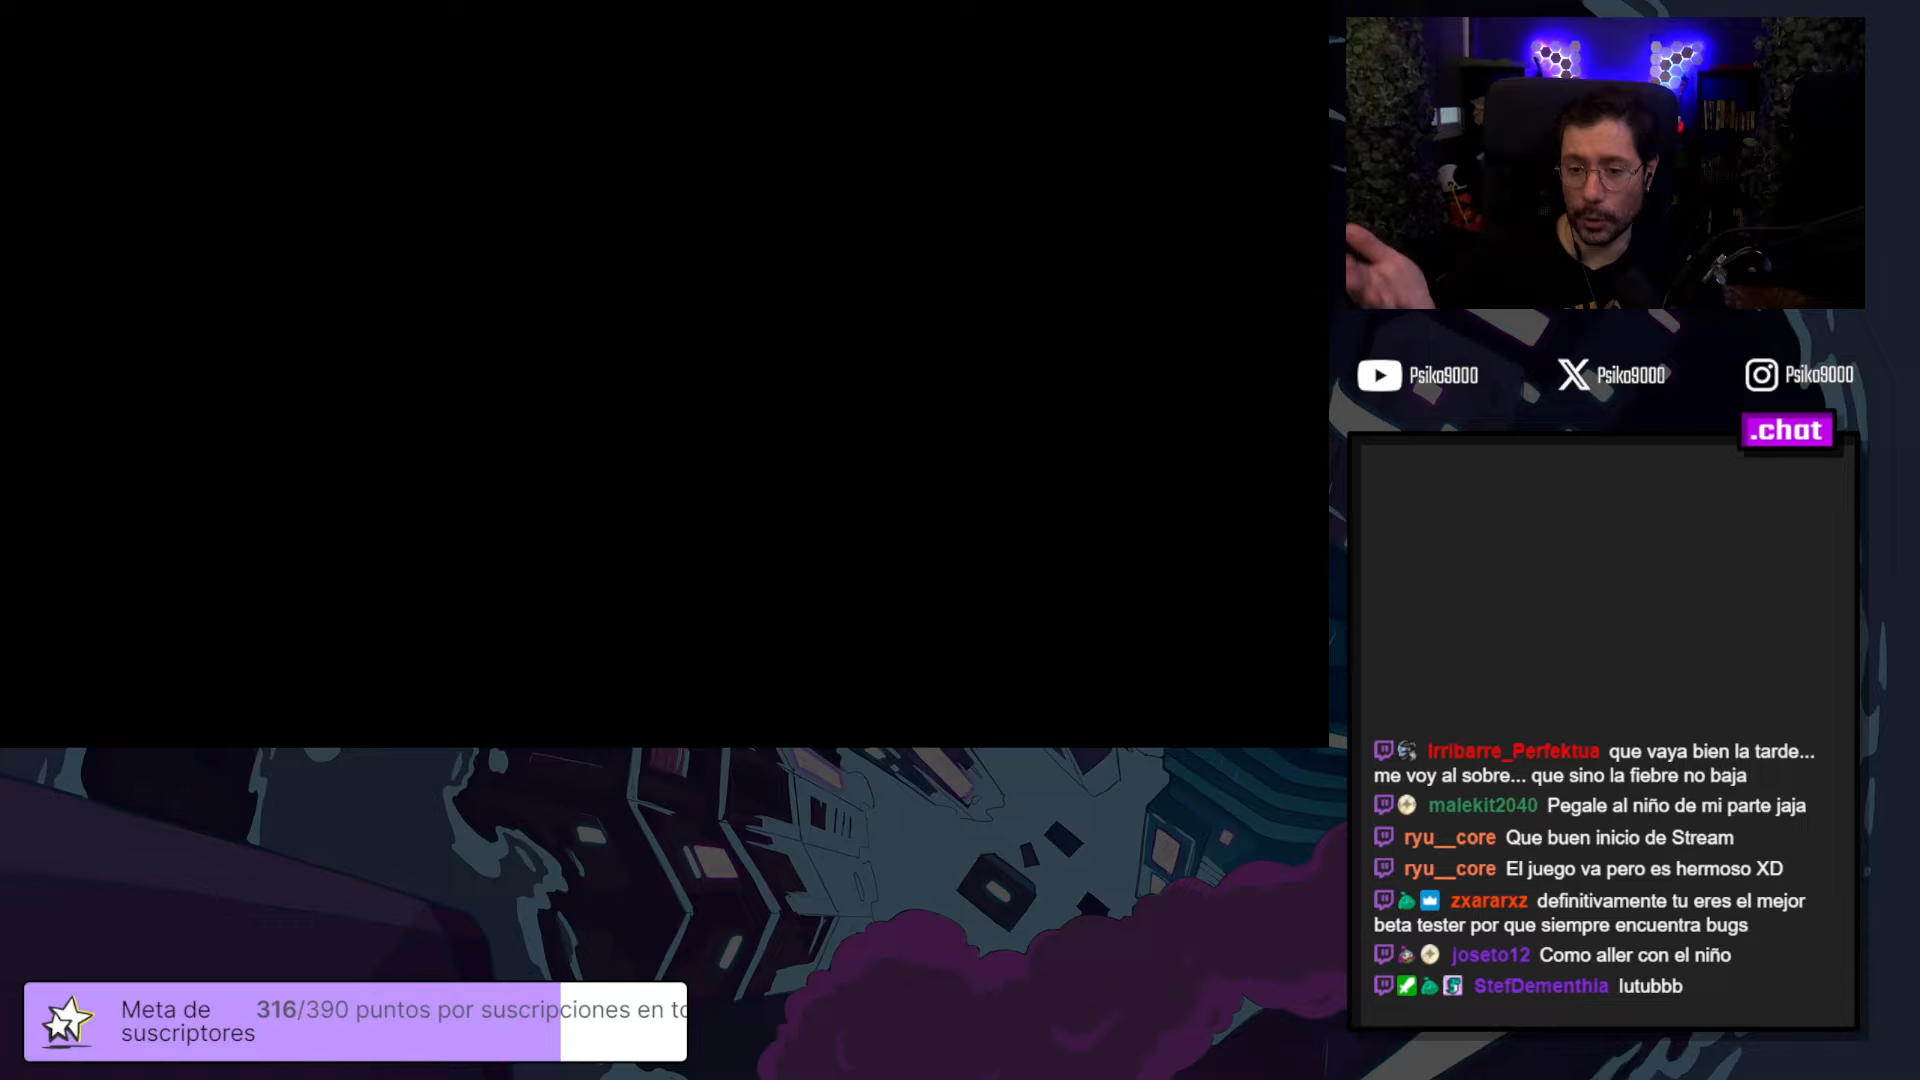 Psiko9000
Psiko9000
Psiko9000
.chat
Irribarre_Perfektua que vaya bien la tarde...
me voy al sobre... que sino la fiebre no baja
malekit2040 Pegale al niño de mi parte jaja
ryu__core Que buen inicio de Stream
ryu__core El juego va pero es hermoso XD
zxararxz definitivamente tu eres el mejor
beta tester por que siempre encuentra bugs
joseto12 Como aller con el niño
StefDementhia lutubbb
Meta de
suscriptores
316/390 puntos por suscripciones en to